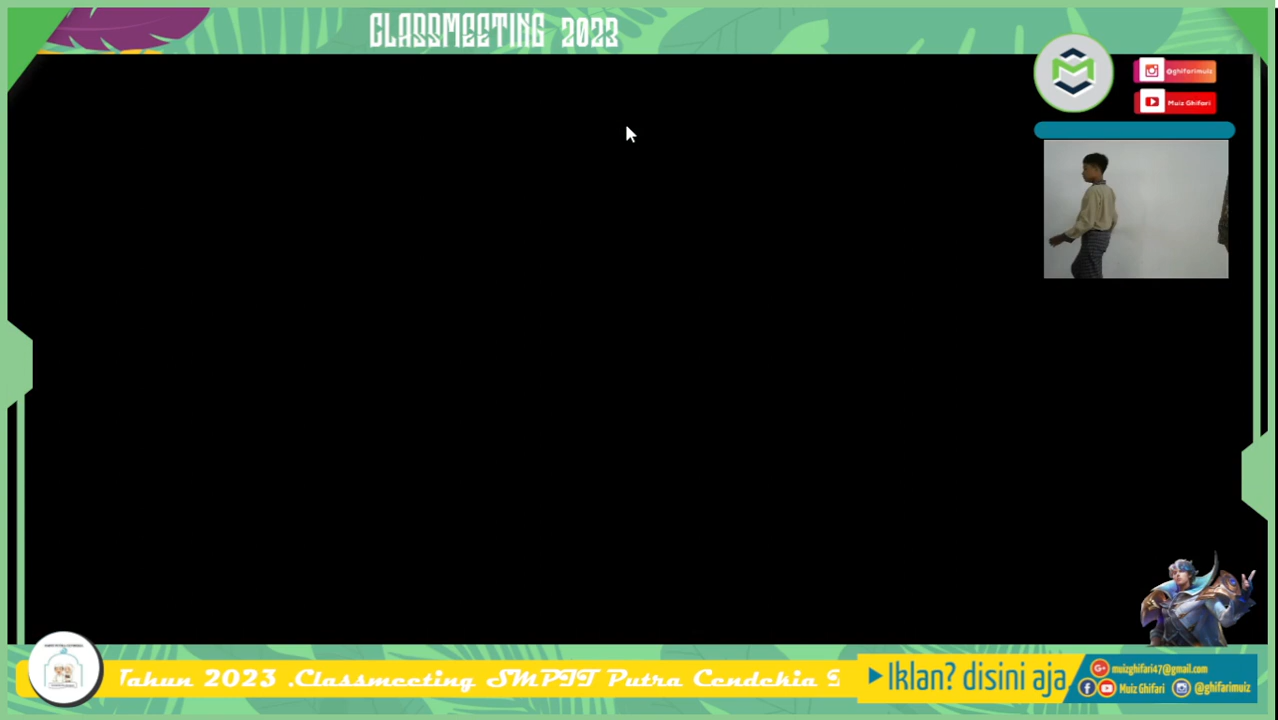 CLASSMEETING 2023
@ghifarimuiz
Muiz Ghifari
Tahun 2023 .Classmeeting SMPIT Putra Cendekia
Iklan? disini aja
muizghifari47@gmail.com
Muiz Ghifari
@ghifarimuiz